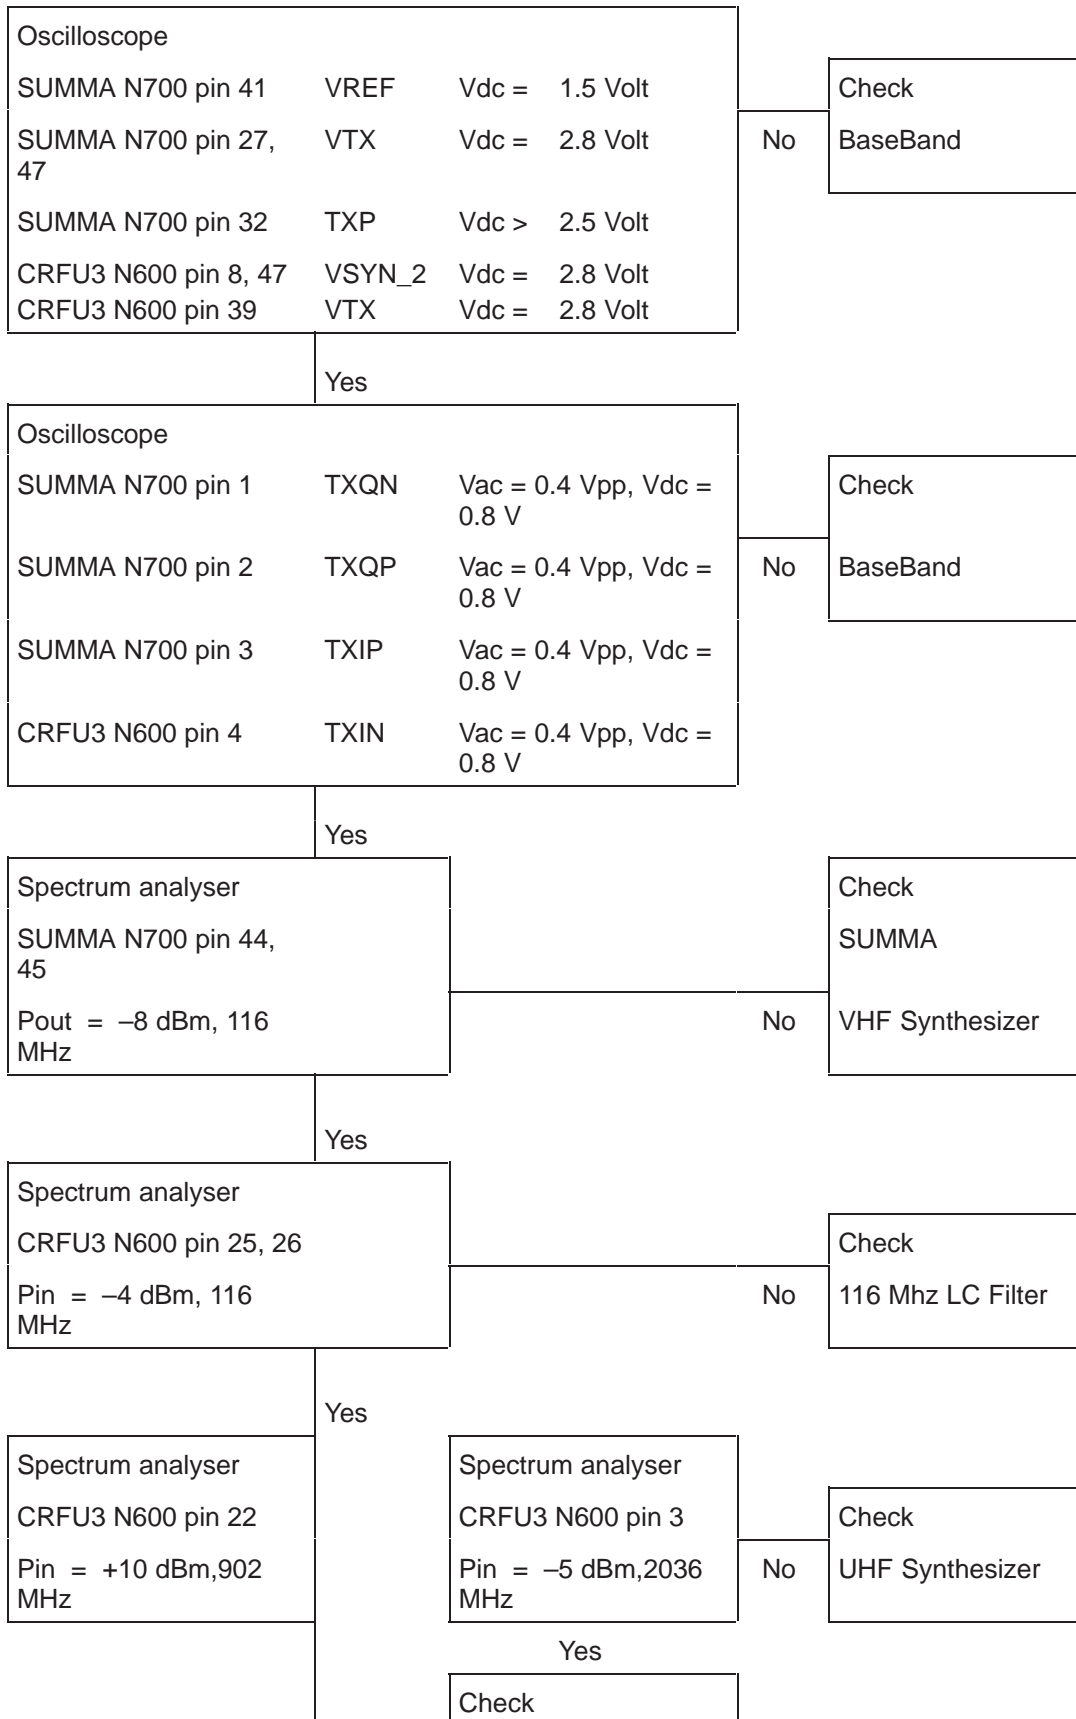 Oscilloscope
SUMMA N700 pin 41 VREF Vdc = 1.5 Volt
Check
SUMMA N700 pin 27, VTX Vdc = 2.8 Volt No BaseBand
47
SUMMA N700 pin 32 TXP Vdc > 2.5 Volt
CRFU3 N600 pin 8, 47 VSYN_2 Vdc = 2.8 Volt
CRFU3 N600 pin 39 VTX Vdc = 2.8 Volt
Yes
Oscilloscope
SUMMA N700 pin 1 TXQN Vac = 0.4 Vpp, Vdc =
0.8 V
Check
SUMMA N700 pin 2 TXQP Vac = 0.4 Vpp, Vdc =
0.8 V
No BaseBand
SUMMA N700 pin 3 TXIP Vac = 0.4 Vpp, Vdc =
0.8 V
CRFU3 N600 pin 4 TXIN Vac = 0.4 Vpp, Vdc =
0.8 V
Yes
Spectrum analyser
Check
SUMMA N700 pin 44,
45
SUMMA
Pout = –8 dBm, 116
MHz
No VHF Synthesizer
Yes
Spectrum analyser
CRFU3 N600 pin 25, 26
Check
Pin = –4 dBm, 116
MHz
No 116 Mhz LC Filter
Yes
Spectrum analyser
CRFU3 N600 pin 22
Pin = +10 dBm,902
MHz
Spectrum analyser
CRFU3 N600 pin 3
Pin = –5 dBm,2036
MHz
No
Check
UHF Synthesizer
Yes
Check